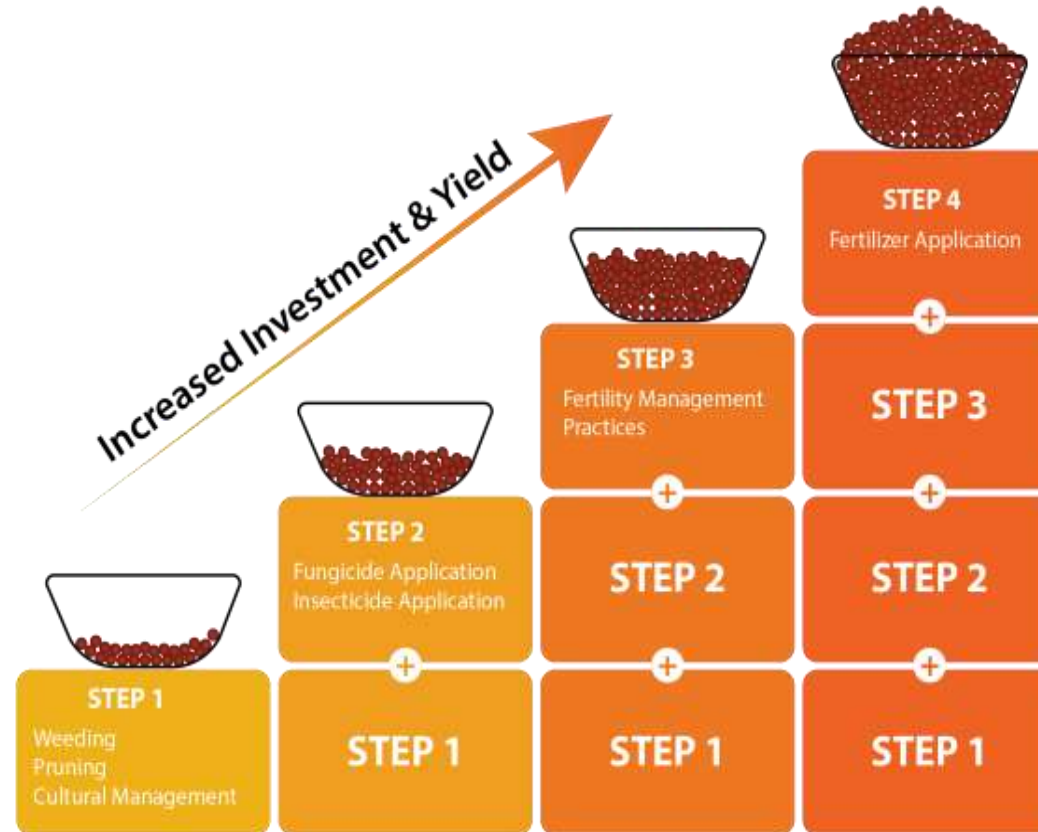 Increased Investment & Yield
STEP 1
Weeding
Pruning
Cultural Management
STEP 2
Fungicide Application
Insecticide Application
+
STEP 1
STEP 3
Fertility Management
Practices
+
STEP 2
+
STEP 1
STEP 4
Fertilizer Application
+
STEP 3
+
STEP 2
+
STEP 1